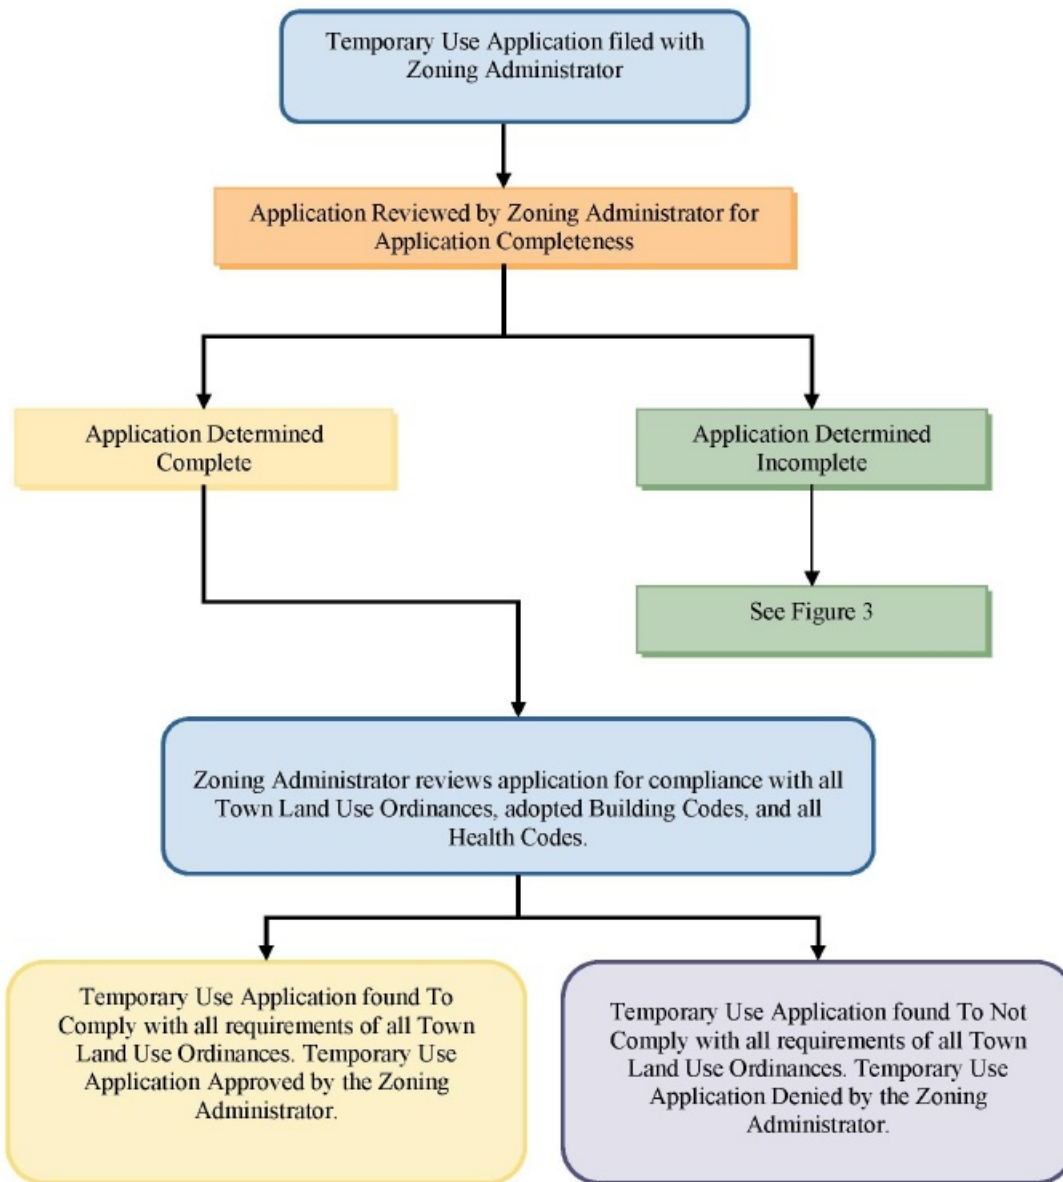 Temporary Use Application filed with
Zoning Administrator
Application Reviewed by Zoning Administrator for
Application Completeness
Application Determined
Complete
Application Determined
Incomplete
See Figure 3
Zoning Administrator reviews application for compliance with all
Town Land Use Ordinances, adopted Building Codes, and all
Health Codes.
Temporary Use Application found To
Comply with all requirements of all Town
Land Use Ordinances. Temporary Use
Application Approved by the Zoning
Administrator.
Temporary Use Application found To Not
Comply with all requirements of all Town
Land Use Ordinances. Temporary Use
Application Denied by the Zoning
Administrator.